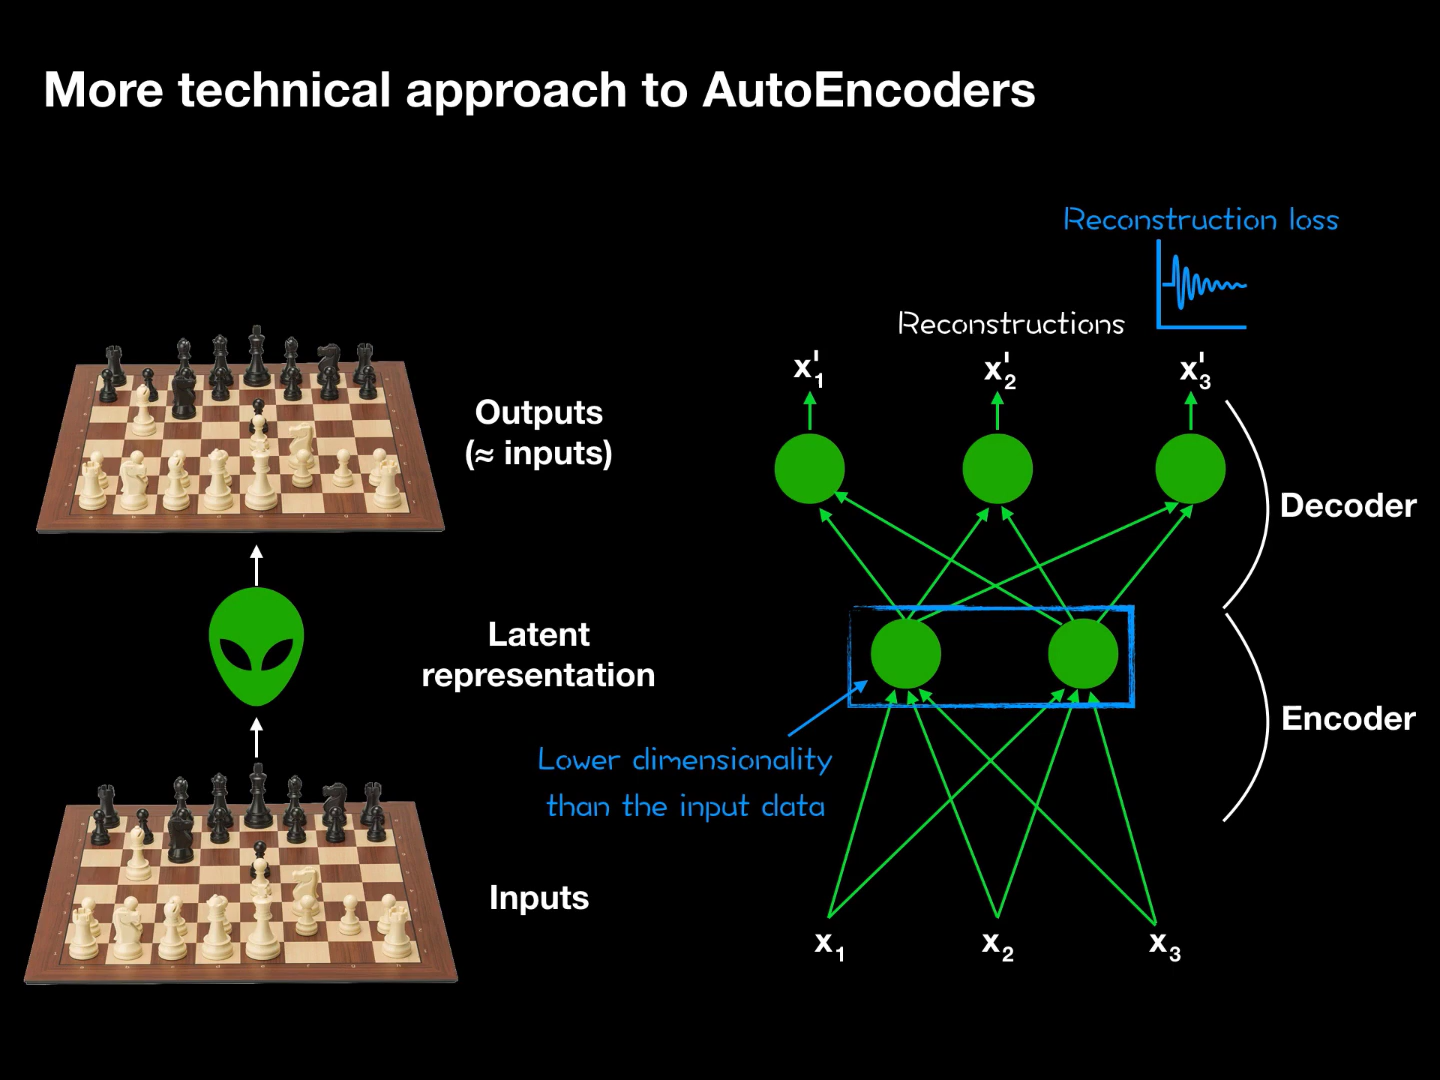 More technical approach to AutoEncoders
Reconstruction loss
Reconstructions
x'1
x'2
x'3
Outputs
(≈ inputs)
Decoder
Latent
representation
Encoder
Lower dimensionality
than the input data
Inputs
x1
x2
x3